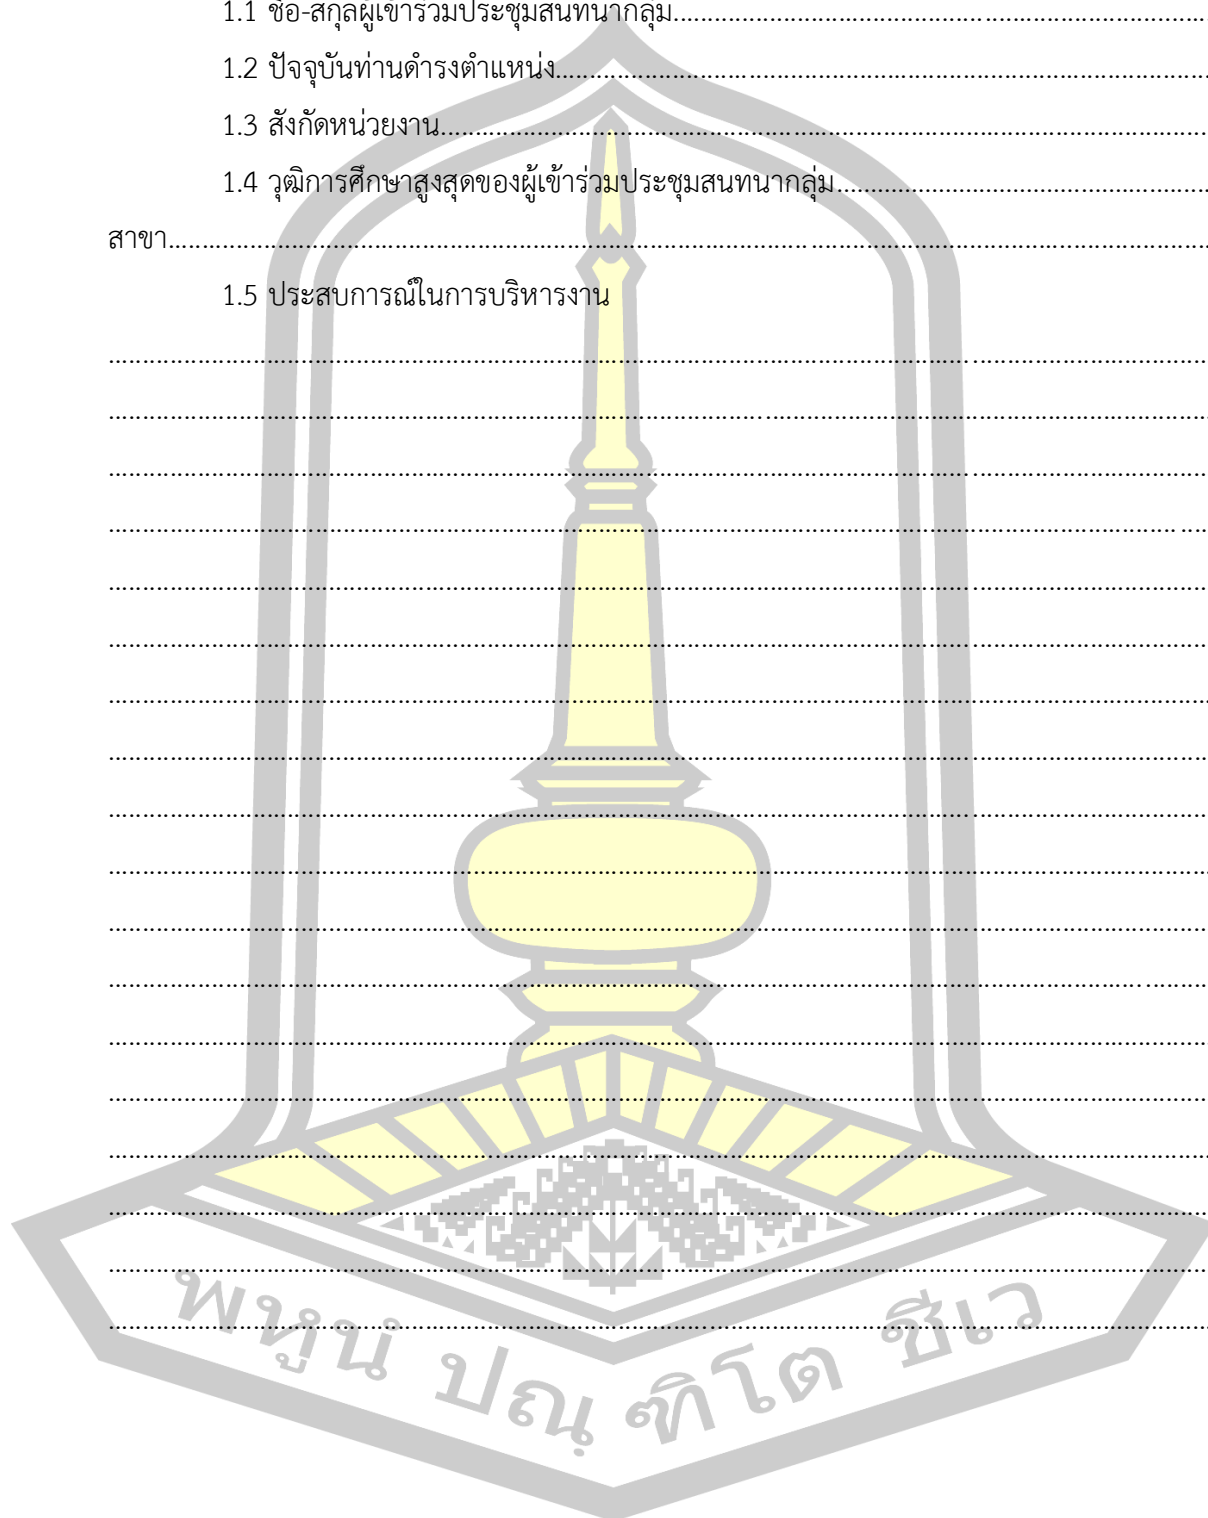 1.1 ชื่อ-สกุลผู้เข้าร่วมประชุมสนทนากลุ่ม........................................................................
1.2 ปัจจุบันท่านดำรงตำแหน่ง........................................................................
1.3 สังกัดหน่วยงาน........................................................................
1.4 วุฒิการศึกษาสูงสุดของผู้เข้าร่วมประชุมสนทนากลุ่ม........................................................................
สาขา........................................................................
1.5 ประสบการณ์ในการบริหารงาน
พหูนํ ปณฺฑิโต ชีเว